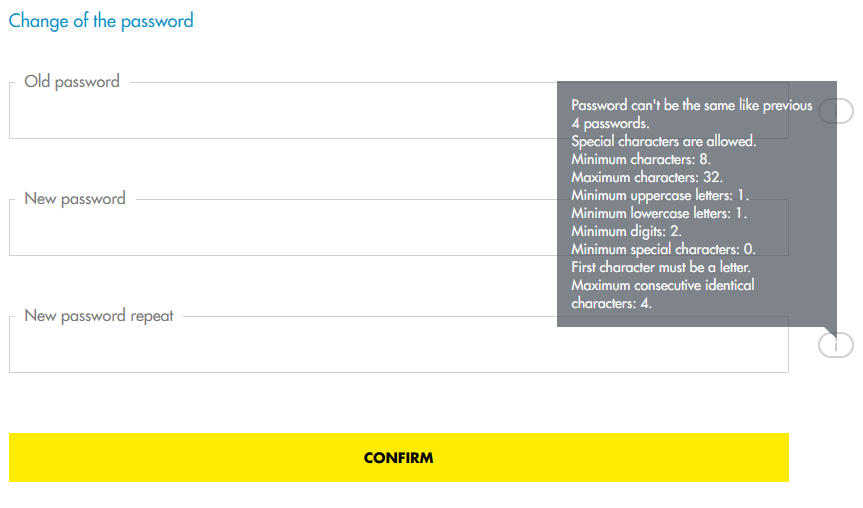 Change of the password
Old password
Password can't be the same like previous
4 passwords.
Special characters are allowed.
Minimum characters: 8.
Maximum characters: 32.
Minimum uppercase letters: 1.
Minimum lowercase letters: 1.
Minimum digits: 2.
Minimum special characters: 0.
First character must be a letter.
Maximum consecutive identical
characters: 4.
i
New password
New password repeat
i
CONFIRM